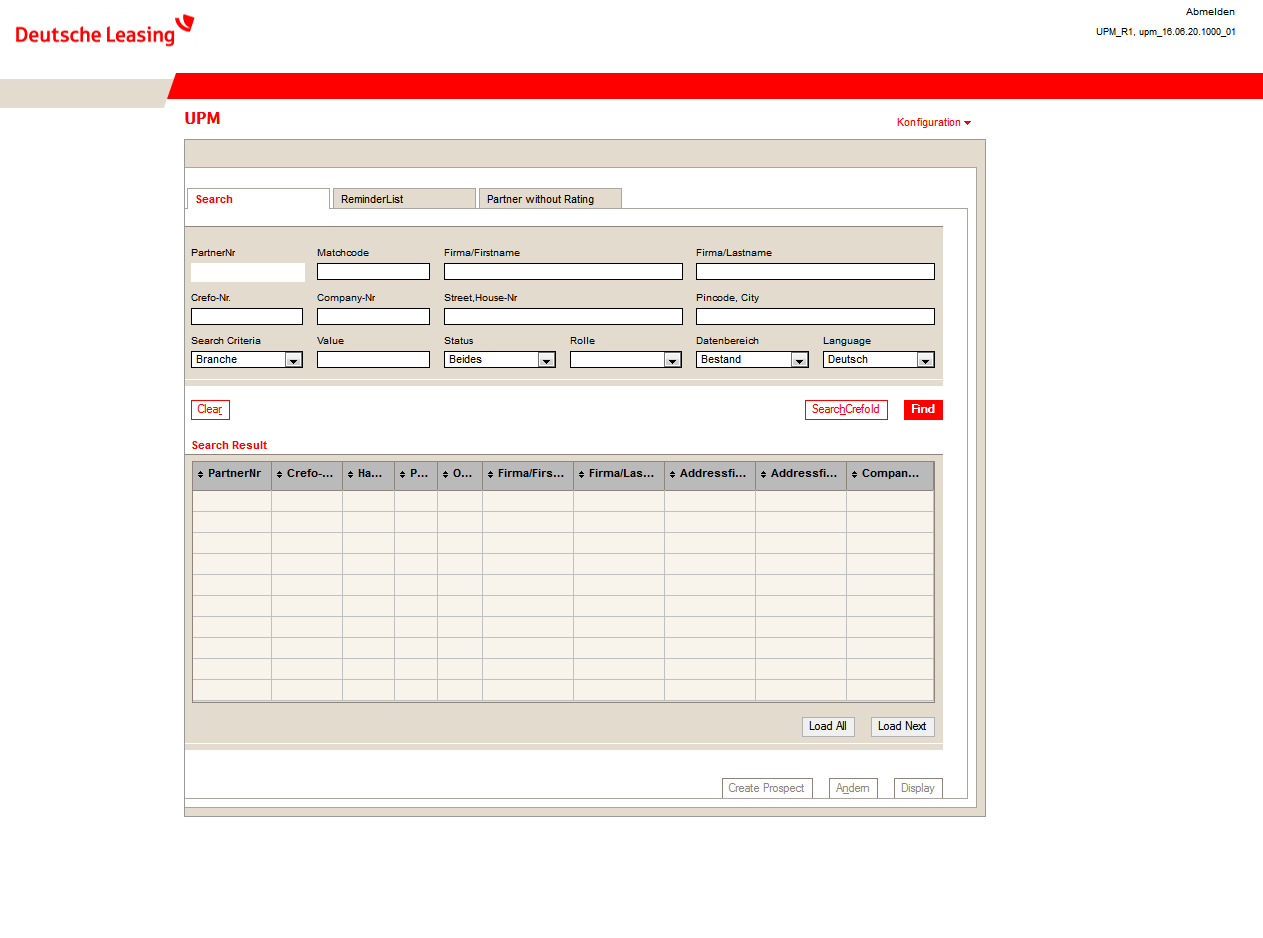 Deutsche Leasing
Abmelden
UPM_R1, upm_16.06.20.1000_01
UPM
Konfiguration
Search ReminderList Partner without Rating
PartnerNr Matchcode Firma/Firstname Firma/Lastname
Crefo-Nr. Company-Nr Street,House-Nr Pincode, City
Search Criteria Value Status Rolle Datenbereich Language
Branche Beides Bestand Deutsch
Clear SearchCrefoId Find
Search Result
PartnerNr Crefo-... Ha... P... O... Firma/Firs... Firma/Las... Addressfi... Addressfi... Compan...
Load All Load Next
Create Prospect Ändern Display